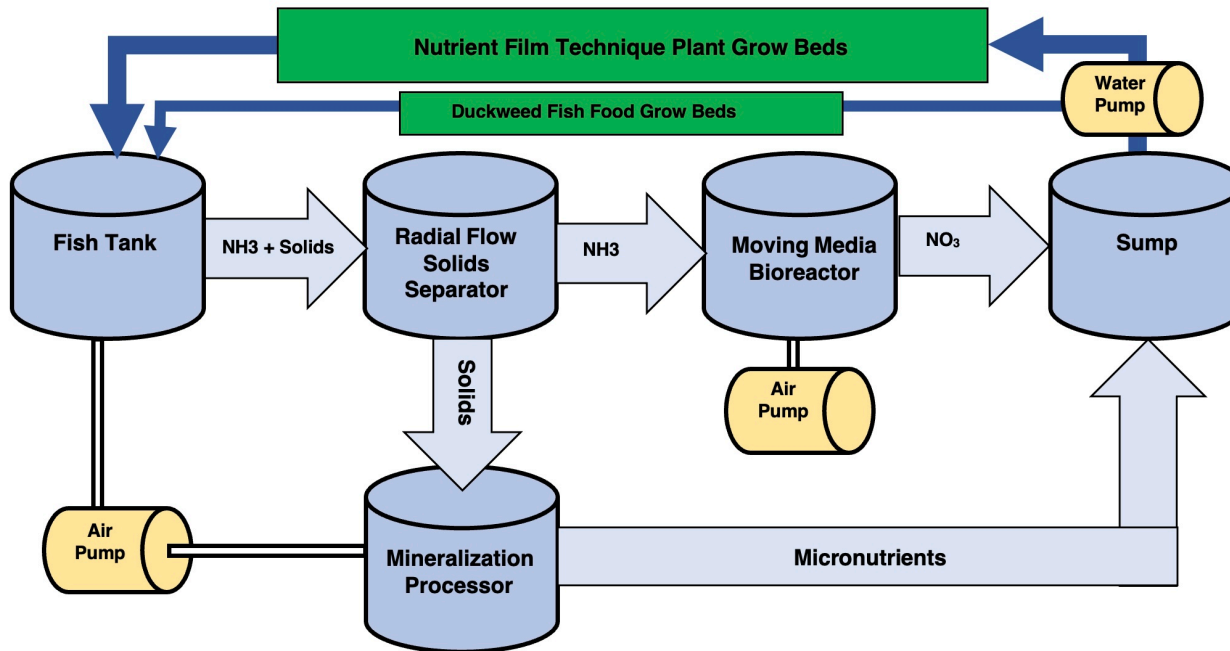 Nutrient Film Technique Plant Grow Beds
Water
Pump
Duckweed Fish Food Grow Beds
Fish Tank
NH3 + Solids
Radial Flow
Solids
Separator
NH3
Moving Media
Bioreactor
NO₃
Sump
Solids
Air
Pump
Air
Pump
Mineralization
Processor
Micronutrients